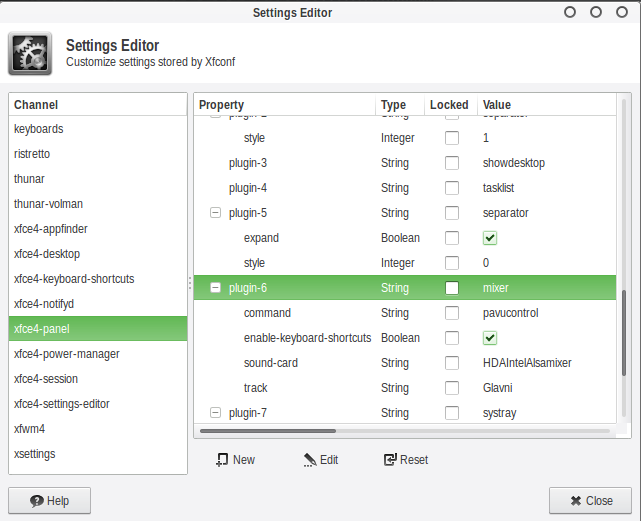 Settings Editor
Settings Editor
Customize settings stored by Xfconf
Channel
keyboards
ristretto
thunar
thunar-volman
xfce4-appfinder
xfce4-desktop
xfce4-keyboard-shortcuts
xfce4-notifyd
xfce4-panel
xfce4-power-manager
xfce4-session
xfce4-settings-editor
xfwm4
xsettings
Property Type Locked Value
plugin-2 String separator
style Integer 1
plugin-3 String showdesktop
plugin-4 String tasklist
plugin-5 String separator
expand Boolean
style Integer 0
plugin-6 String mixer
command String pavucontrol
enable-keyboard-shortcuts Boolean
sound-card String HDAIntelAlsamixer
track String Glavni
plugin-7 String systray
New Edit Reset
Help Close